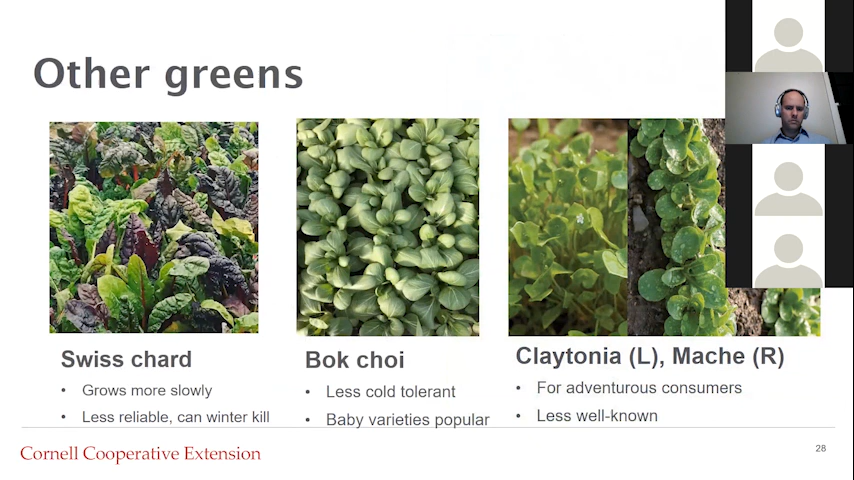 Other greens
Swiss chard
• Grows more slowly
• Less reliable, can winter kill
Bok choi
• Less cold tolerant
• Baby varieties popular
Claytonia (L), Mache (R)
• For adventurous consumers
• Less well-known
Cornell Cooperative Extension
28